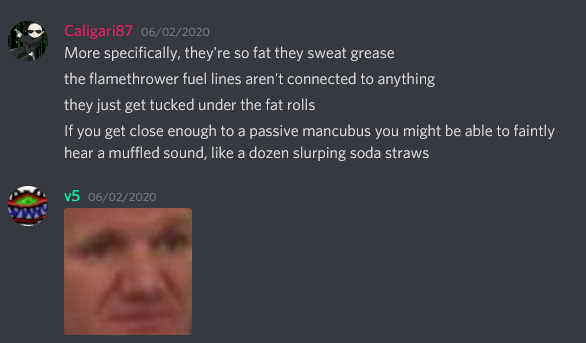 Caligari87 06/02/2020
More specifically, they're so fat they sweat grease
the flamethrower fuel lines aren't connected to anything
they just get tucked under the fat rolls
If you get close enough to a passive mancubus you might be able to faintly
hear a muffled sound, like a dozen slurping soda straws
v5 06/02/2020